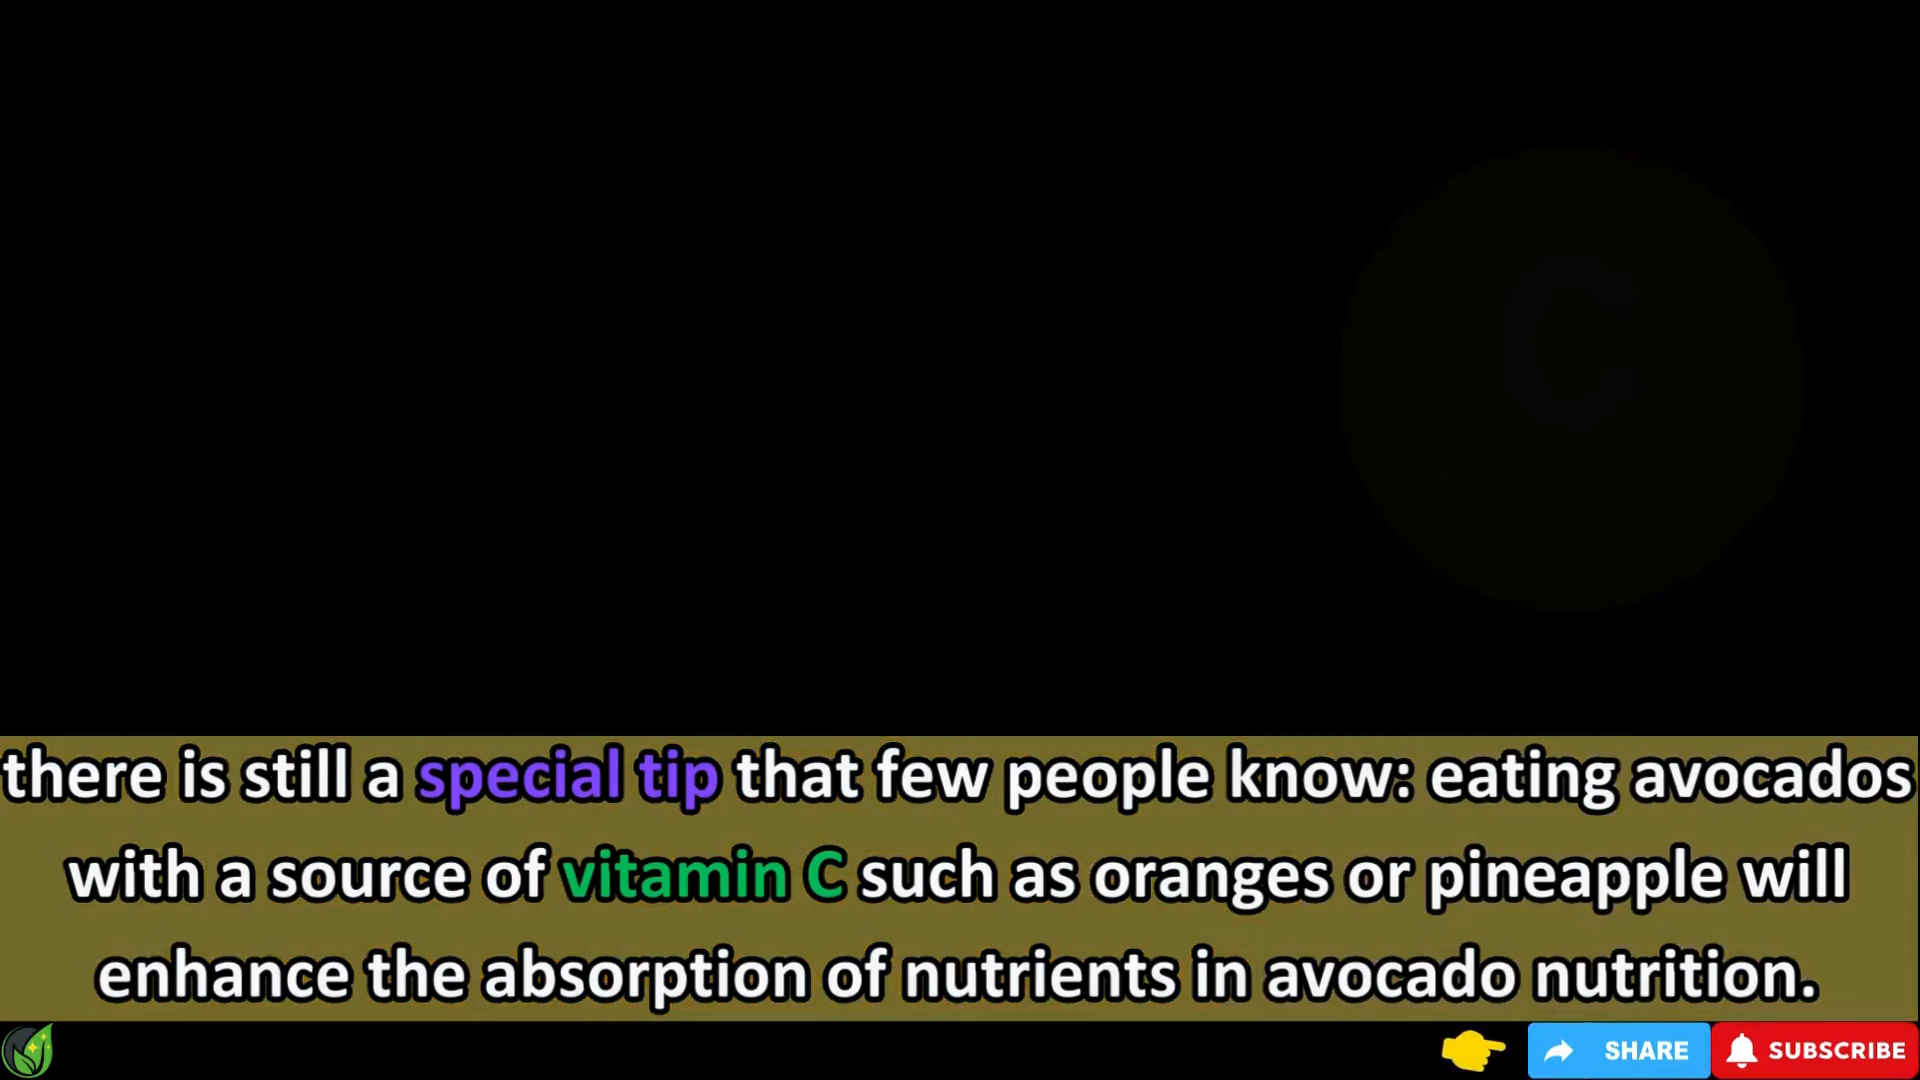 C
there is still a special tip that few people know: eating avocados
with a source of vitamin C such as oranges or pineapple will
enhance the absorption of nutrients in avocado nutrition.
SHARE
SUBSCRIBE